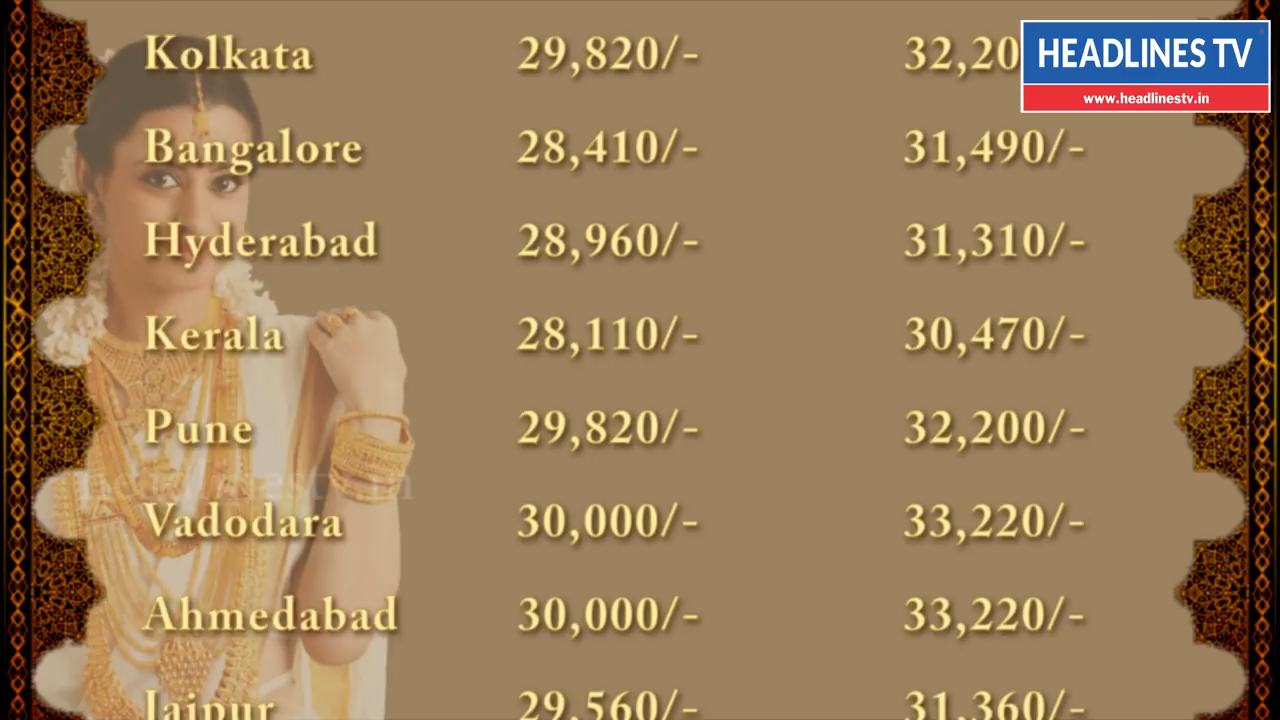 Kolkata 29,820/- 32,20
HEADLINES TV
www.headlinestv.in
Bangalore 28,410/- 31,490/-
Hyderabad 28,960/- 31,310/-
Kerala 28,110/- 30,470/-
Pune 29,820/- 32,200/-
Vadodara 30,000/- 33,220/-
Ahmedabad 30,000/- 33,220/-
Jaipur 29,560/- 31,360/-